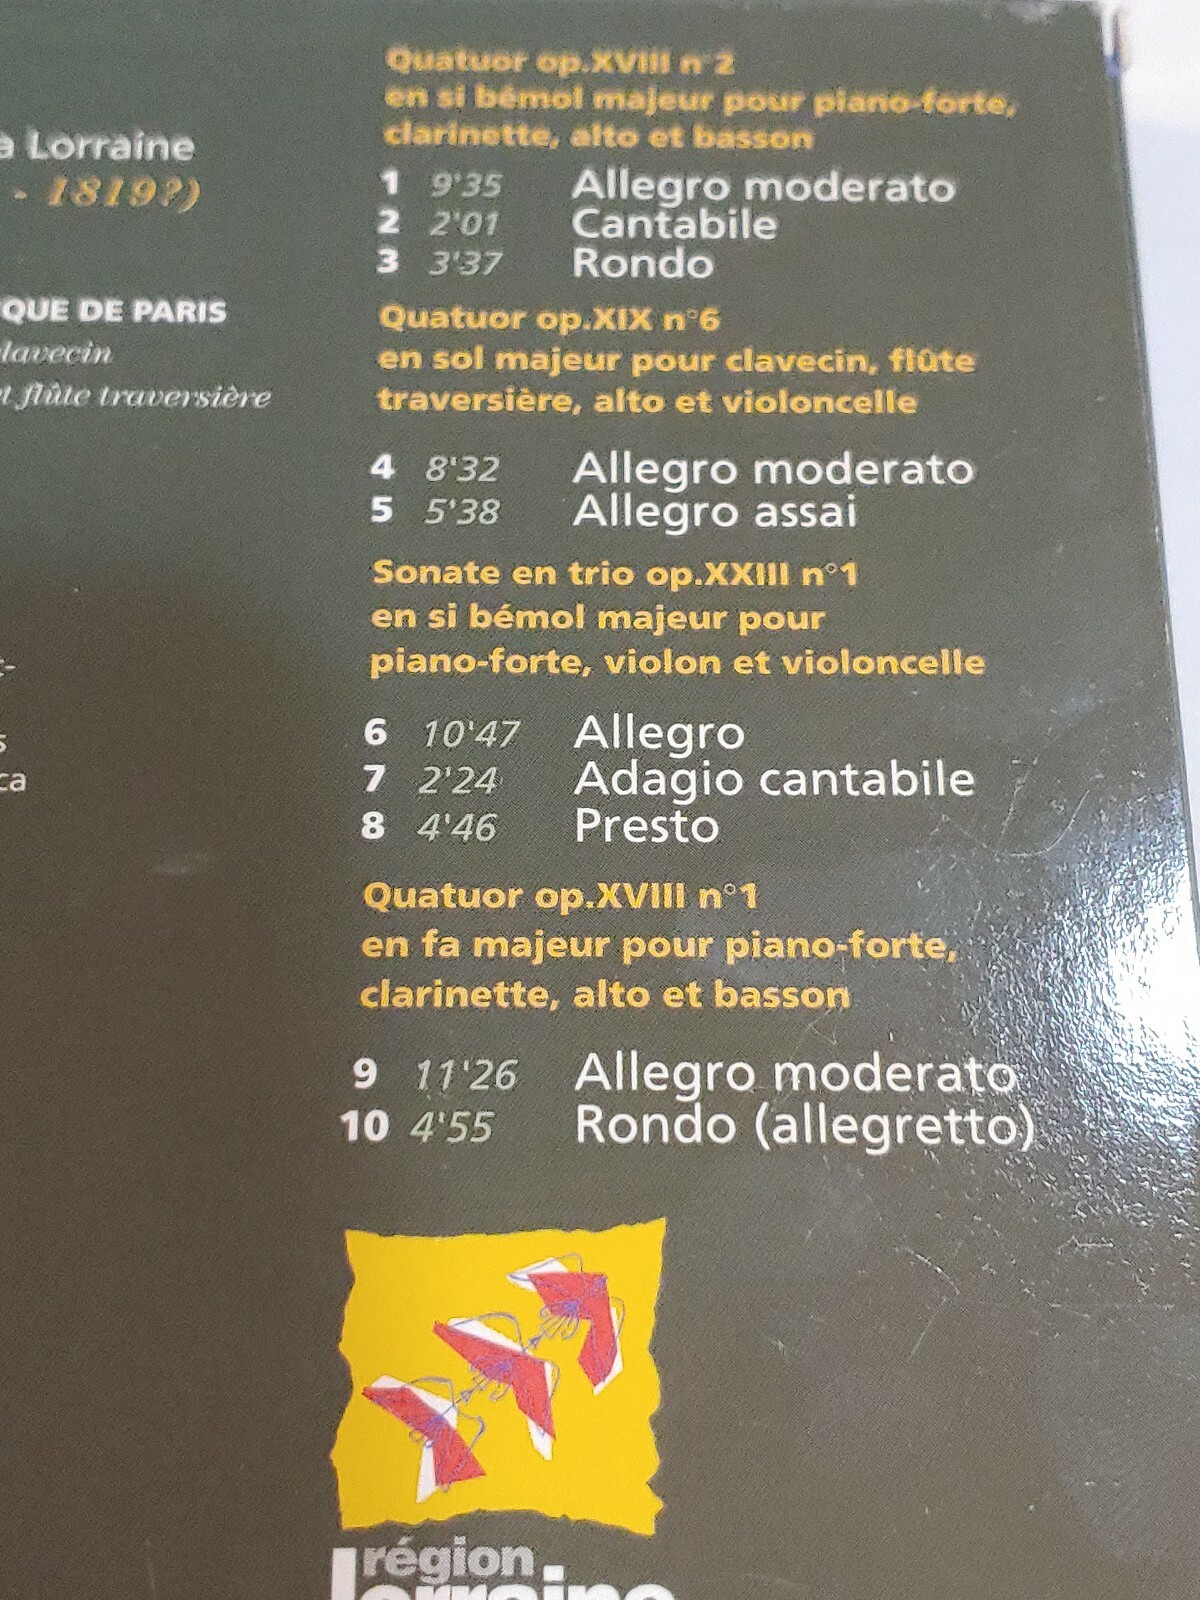 a Lorraine
- 1819?)
QUE DE PARIS
clavecin
et flûte traversière
t-
s
ca
Quatuor op.XVIII n°2
en si bémol majeur pour piano-forte,
clarinette, alto et basson
1 9'35 Allegro moderato
2 2'01 Cantabile
3 3'37 Rondo
Quatuor op.XIX n°6
en sol majeur pour clavecin, flûte
traversière, alto et violoncelle
4 8'32 Allegro moderato
5 5'38 Allegro assai
Sonate en trio op.XXIII n°1
en si bémol majeur pour
piano-forte, violon et violoncelle
6 10'47 Allegro
7 2'24 Adagio cantabile
8 4'46 Presto
Quatuor op.XVIII n°1
en fa majeur pour piano-forte,
clarinette, alto et basson
9 11'26 Allegro moderato
10 4'55 Rondo (allegretto)
région
lorraine